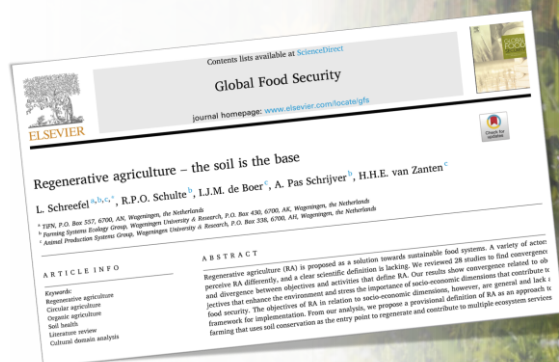 Contents lists available at ScienceDirect
Global Food Security
journal homepage: www.elsevier.com/locate/gfs
ELSEVIER
GLOBAL
FOOD
SECURITY
Check for
updates
Regenerative agriculture – the soil is the base
L. Schreefel a,b,c,*, R.P.O. Schulte b, I.J.M. de Boer c, A. Pas Schrijver b, H.H.E. van Zanten c
a TiFN, P.O. Box 557, 6700, AN, Wageningen, the Netherlands
b Farming Systems Ecology Group, Wageningen University & Research, P.O. Box 430, 6700, AK, Wageningen, the Netherlands
c Animal Production Systems Group, Wageningen University & Research, P.O. Box 338, 6700, AH, Wageningen, the Netherlands
ARTICLE INFO
Keywords:
Regenerative agriculture
Circular agriculture
Organic agriculture
Soil health
Literature review
Cultural domain analysis
ABSTRACT
Regenerative agriculture (RA) is proposed as a solution towards sustainable food systems. A variety of actors
perceive RA differently, and a clear scientific definition is lacking. We reviewed 28 studies to find convergence
and divergence between objectives and activities that define RA. Our results show convergence related to ob
jectives that enhance the environment and stress the importance of socio-economic dimensions that contribute t
food security. The objectives of RA in relation to socio-economic dimensions, however, are general and lack
framework for implementation. From our analysis, we propose a provisional definition of RA as an approach t
farming that uses soil conservation as the entry point to regenerate and contribute to multiple ecosystem services